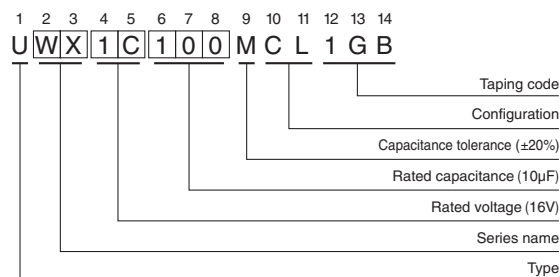 1 2 3 4 5 6 7 8 9 10 11 12 13 14
U W X 1 C 1 0 0 M C L 1 G B
Taping code
Configuration
Capacitance tolerance (±20%)
Rated capacitance (10µF)
Rated voltage (16V)
Series name
Type